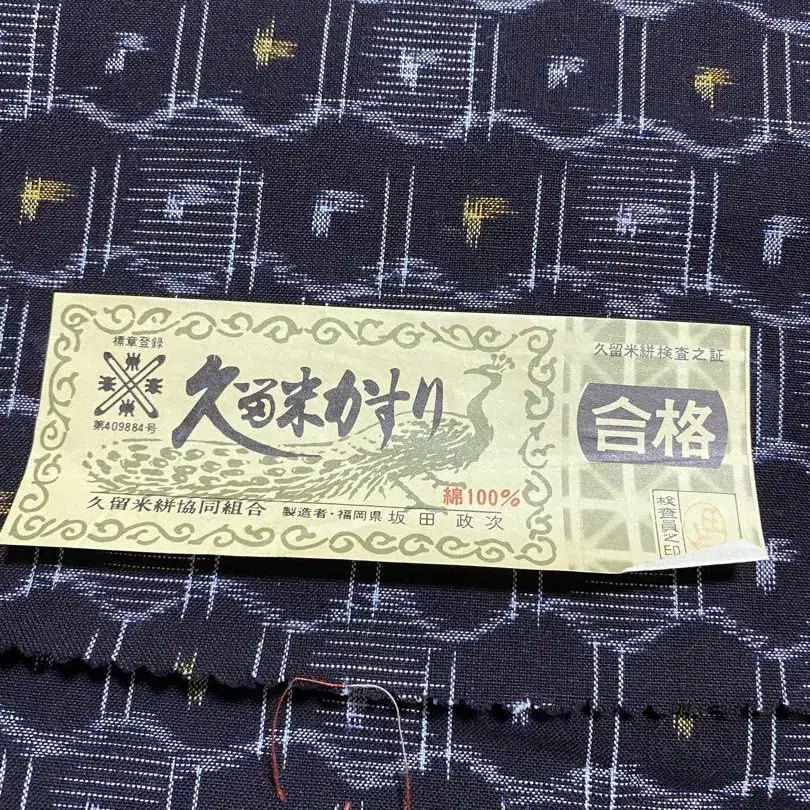 標章登録
第409884号
久留米かすり
綿100%
久留米絣協同組合 製造者・福岡県 坂田政次
久留米絣検査之証
合格
検査員之印